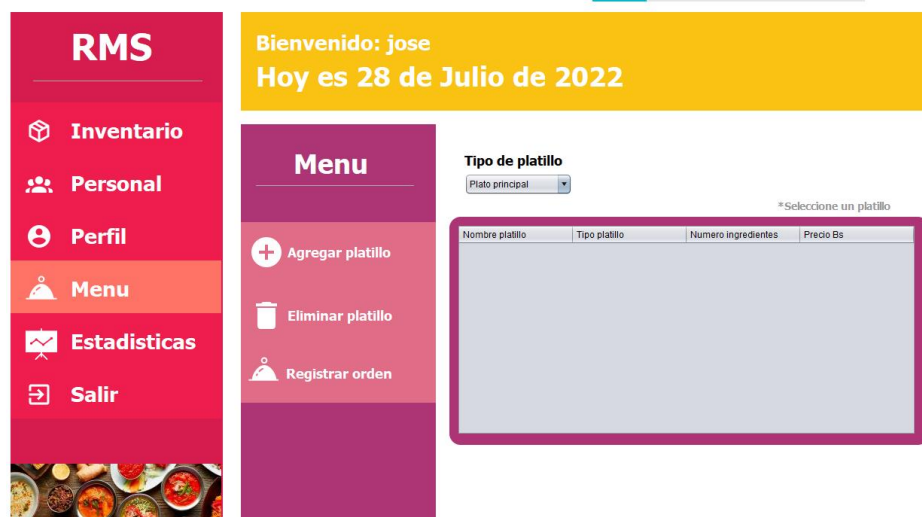 RMS
Inventario
Personal
Perfil
Menu
Estadisticas
Salir
Bienvenido: jose
Hoy es 28 de Julio de 2022
Menu
Agregar platillo
Eliminar platillo
Registrar orden
Tipo de platillo
Plato principal
*Seleccione un platillo
Nombre platillo Tipo platillo Numero ingredientes Precio Bs